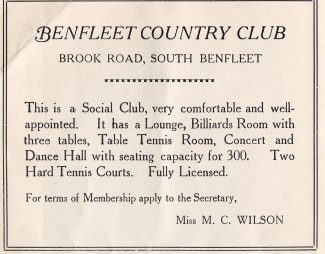 BENFLEET COUNTRY CLUB
BROOK ROAD, SOUTH BENFLEET
This is a Social Club, very comfortable and well-
appointed. It has a Lounge, Billiards Room with
three tables, Table Tennis Room, Concert and
Dance Hall with seating capacity for 300. Two
Hard Tennis Courts. Fully Licensed.
For terms of Membership apply to the Secretary,
Miss M. C. WILSON